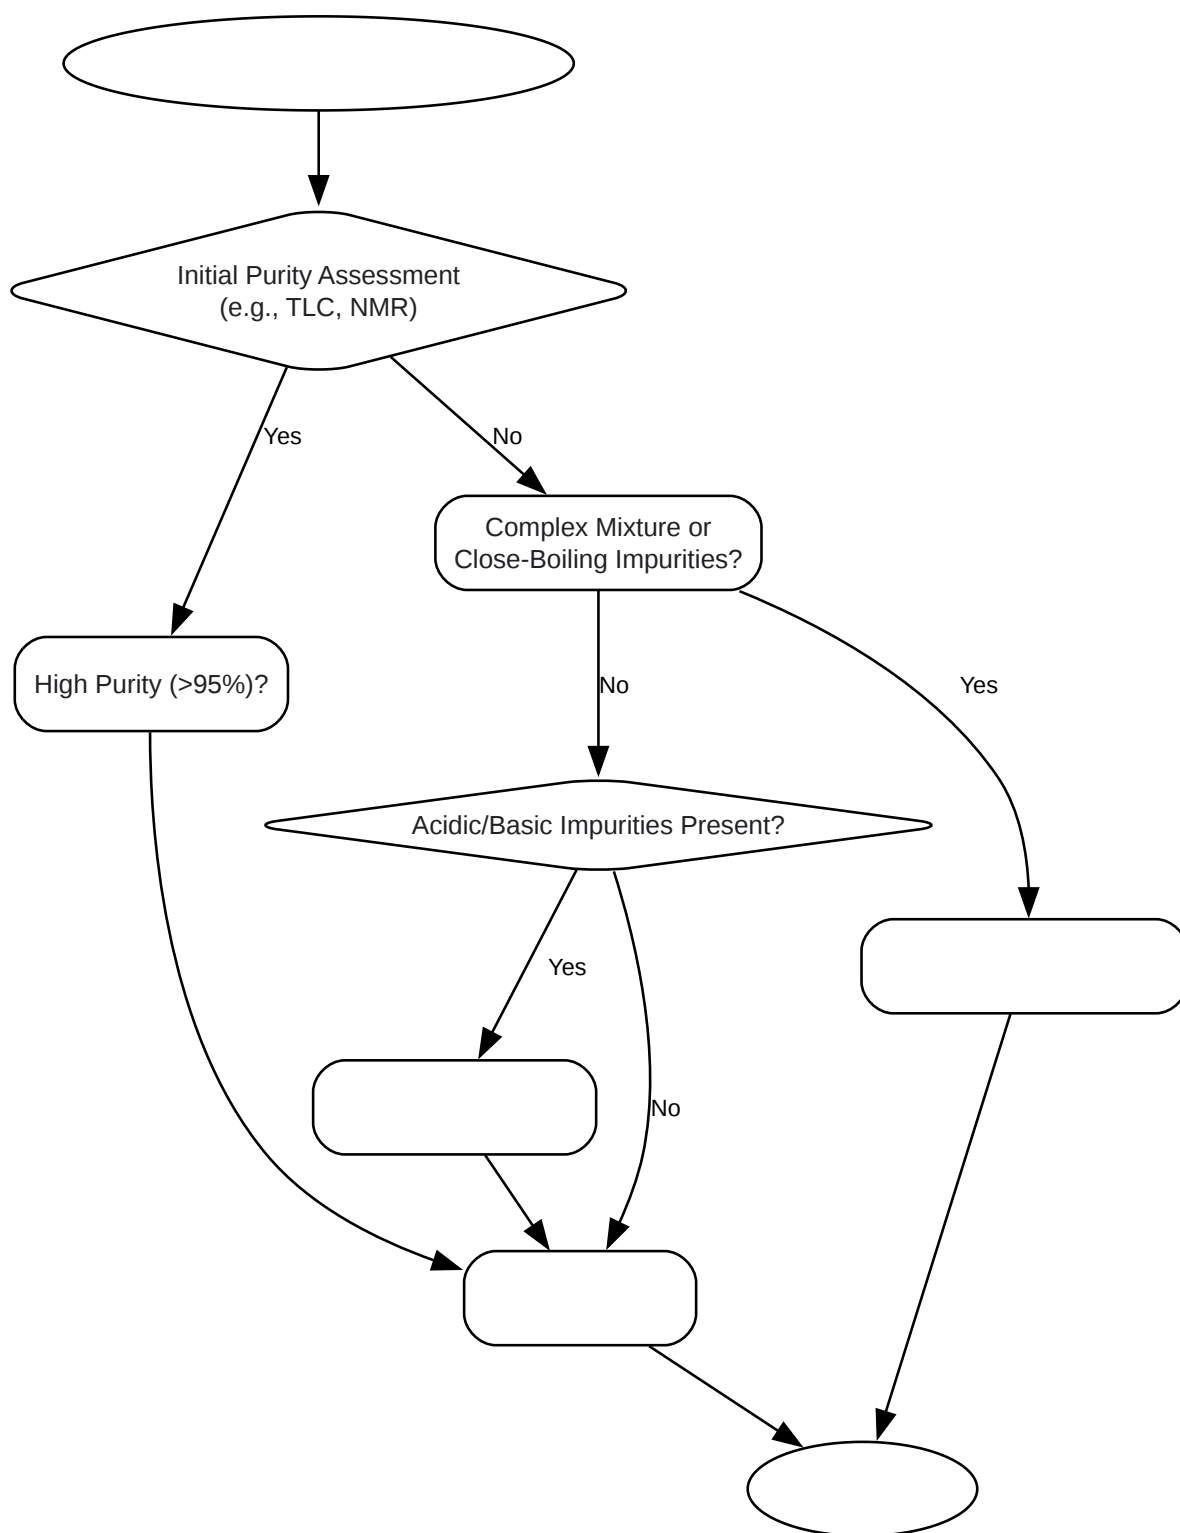 Initial Purity Assessment
(e.g., TLC, NMR)
Yes
No
Complex Mixture or
Close-Boiling Impurities?
High Purity (>95%)?
No
Yes
Acidic/Basic Impurities Present?
Yes
No